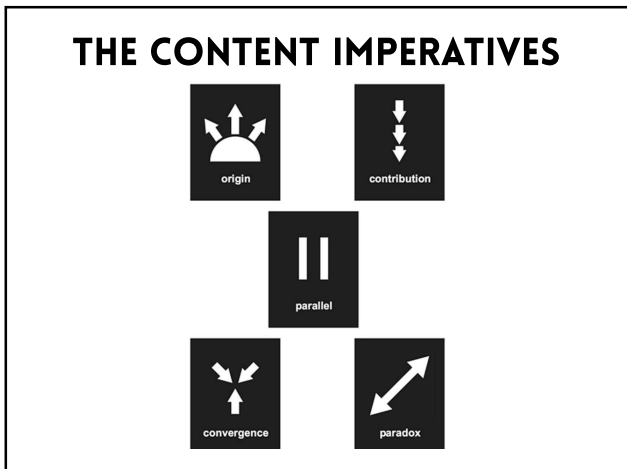 THE CONTENT IMPERATIVES
origin
contribution
parallel
convergence
paradox